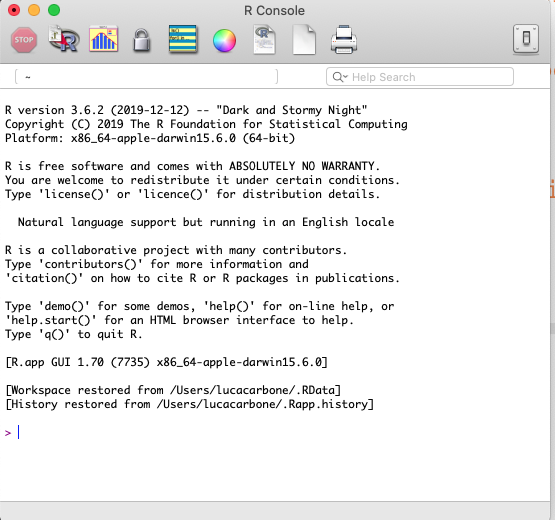 R Console
STOP
R
~
Help Search
R version 3.6.2 (2019-12-12) -- "Dark and Stormy Night"
Copyright (C) 2019 The R Foundation for Statistical Computing
Platform: x86_64-apple-darwin15.6.0 (64-bit)
R is free software and comes with ABSOLUTELY NO WARRANTY.
You are welcome to redistribute it under certain conditions.
Type 'license()' or 'licence()' for distribution details.
Natural language support but running in an English locale
R is a collaborative project with many contributors.
Type 'contributors()' for more information and
'citation()' on how to cite R or R packages in publications.
Type 'demo()' for some demos, 'help()' for on-line help, or
'help.start()' for an HTML browser interface to help.
Type 'q()' to quit R.
[R.app GUI 1.70 (7735) x86_64-apple-darwin15.6.0]
[Workspace restored from /Users/lucacarbone/.RData]
[History restored from /Users/lucacarbone/.Rapp.history]
>